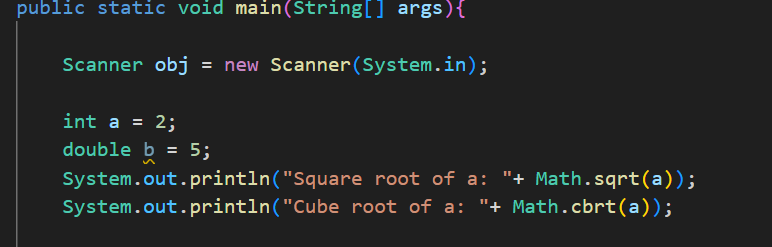 public static void main(String[] args){
Scanner obj = new Scanner(System.in);
int a = 2;
double b = 5;
System.out.println("Square root of a: "+ Math.sqrt(a));
System.out.println("Cube root of a: "+ Math.cbrt(a));